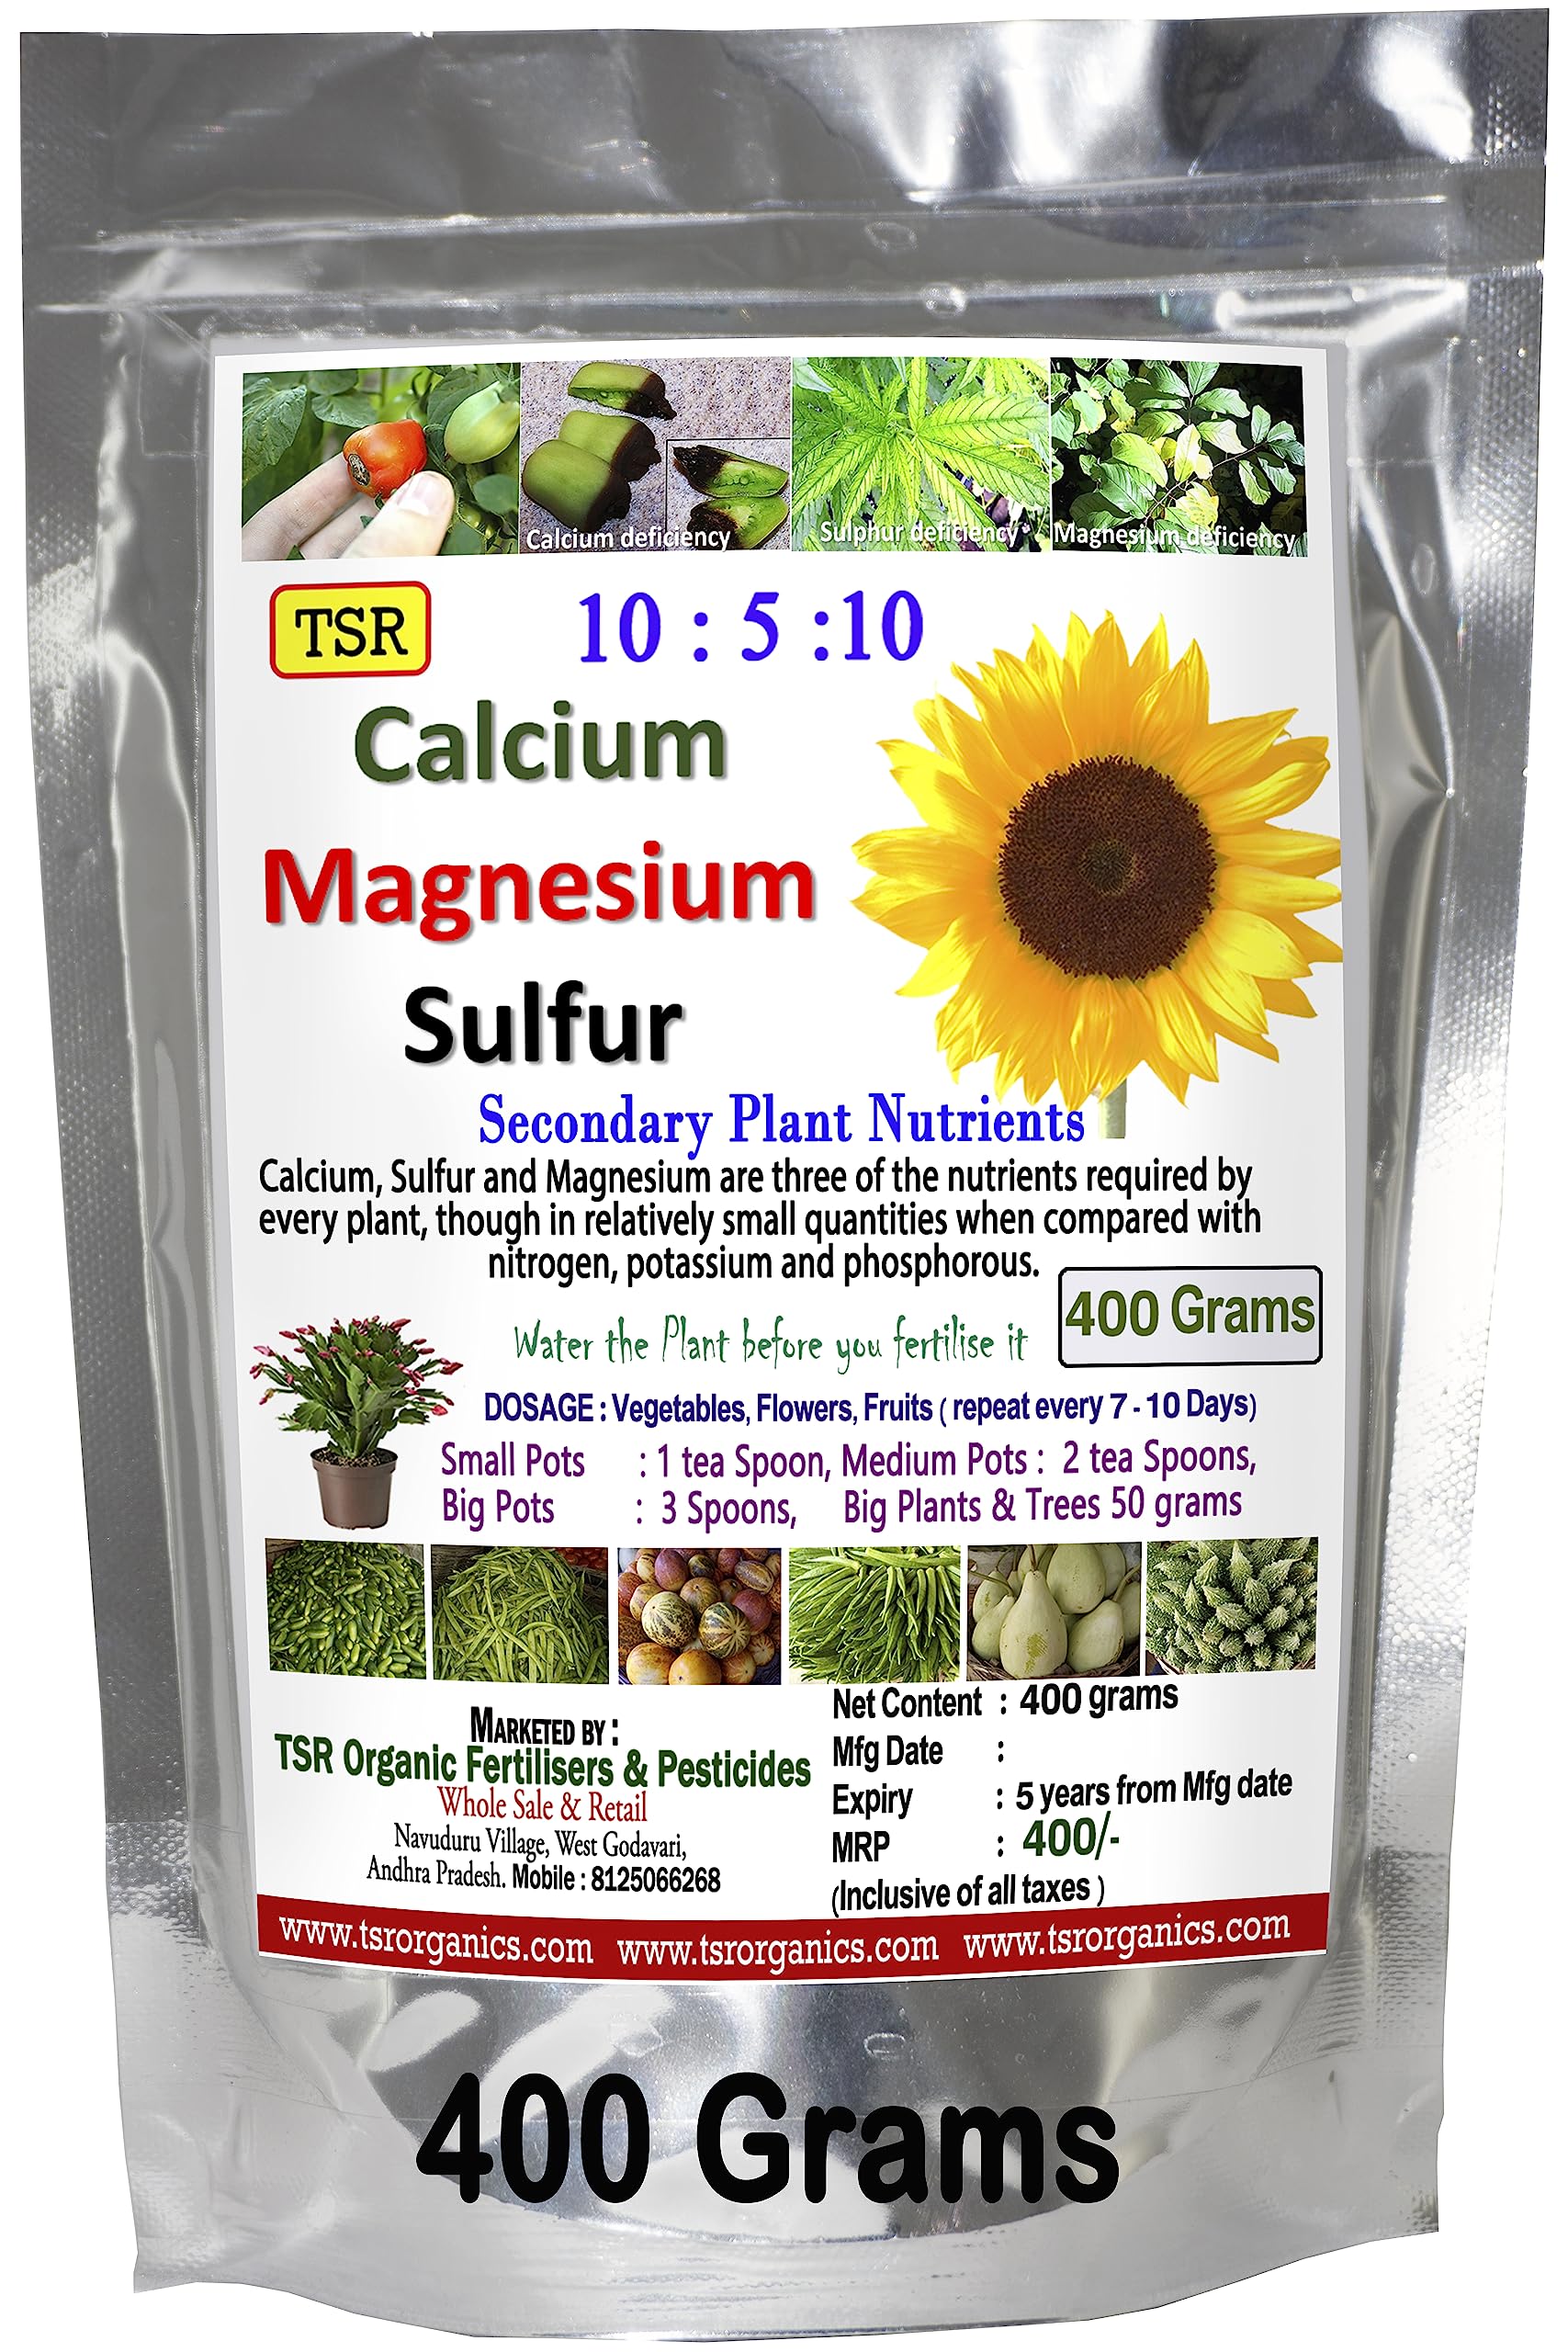 Calcium deficiency
Sulphur deficiency
Magnesium deficiency
TSR
10 : 5 :10
Calcium
Magnesium
Sulfur
Secondary Plant Nutrients
Calcium, Sulfur and Magnesium are three of the nutrients required by
every plant, though in relatively small quantities when compared with
nitrogen, potassium and phosphorous.
400 Grams
Water the Plant before you fertilise it
DOSAGE : Vegetables, Flowers, Fruits ( repeat every 7 - 10 Days)
Small Pots : 1 tea Spoon, Medium Pots : 2 tea Spoons,
Big Pots : 3 Spoons, Big Plants & Trees 50 grams
MARKETED BY :
TSR Organic Fertilisers & Pesticides
Whole Sale & Retail
Navuduru Village, West Godavari,
Andhra Pradesh. Mobile : 8125066268
Net Content : 400 grams
Mfg Date :
Expiry : 5 years from Mfg date
MRP : 400/-
(Inclusive of all taxes )
www.tsrorganics.com www.tsrorganics.com www.tsrorganics.com
400 Grams